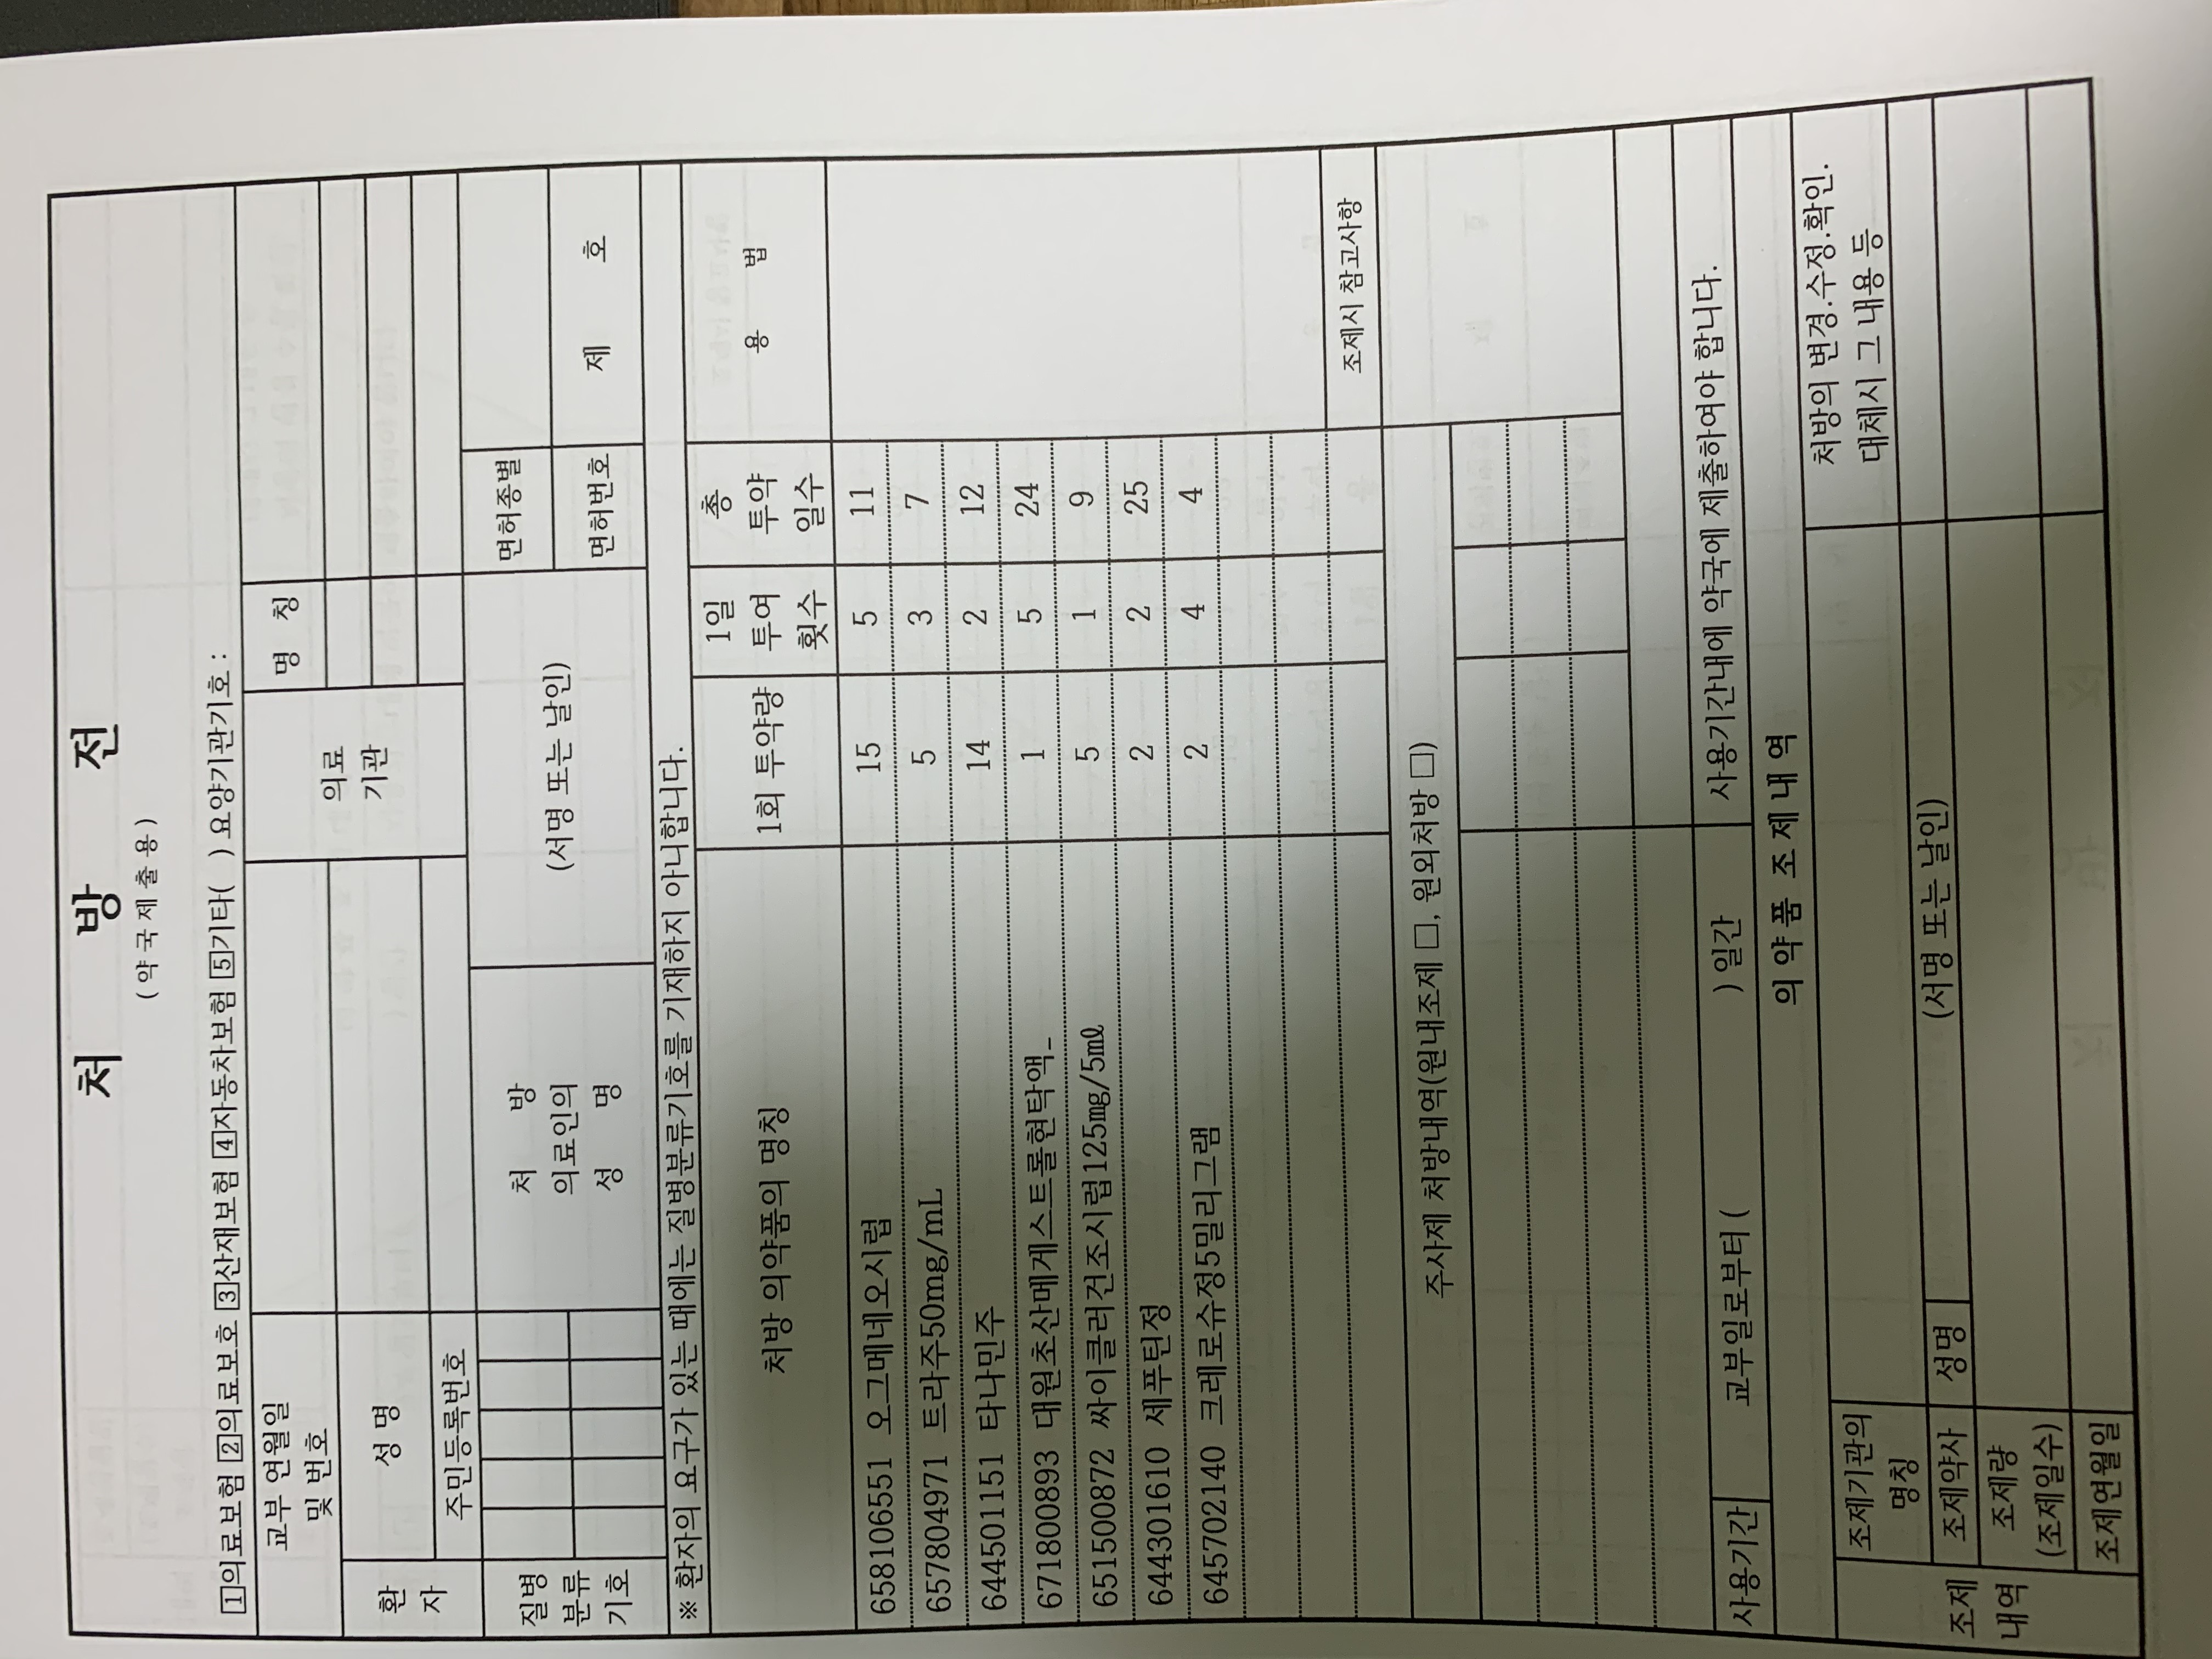 처 방 전
(약국제출용)
1의료보험 2의료보호 3산재보험 4자동차보험 5기타( ) 요양기관기호 :
교부 연월일
및 번호
의료
기관
명 칭
환
자
성 명
주민등록번호
질병
분류
기호
처 방
의료인의
성 명
(서명 또는 날인)
면허종별
면허번호
제 호
※ 환자의 요구가 있는 때에는 질병분류기호를 기재하지 아니합니다.
처방 의약품의 명칭
1회 투약량
1일
투여
횟수
총
투약
일수
용 법
658106551 오그메네오시럽 15 5 11
657804971 트라주50mg/mL 5 3 7
644501151 타나민주 14 2 12
671800893 대원초산메게스트롤현탁액_ 1 5 24
651500872 싸이클러건조시럽125㎎/5㎖ 5 1 9
644301610 세푸틴정 2 2 25
645702140 크레로슈정5밀리그램 2 4 4
조제시 참고사항
주사제 처방내역(원내조제 □, 원외처방 □)
사용기간
교부일로부터 ( ) 일간
사용기간내에 약국에 제출하여야 합니다.
의약품 조제내역
조제
내역
조제기관의
명칭
처방의 변경.수정.확인.
대체시 그 내용 등
조제약사
성명
(서명 또는 날인)
조제량
(조제일수)
조제연월일